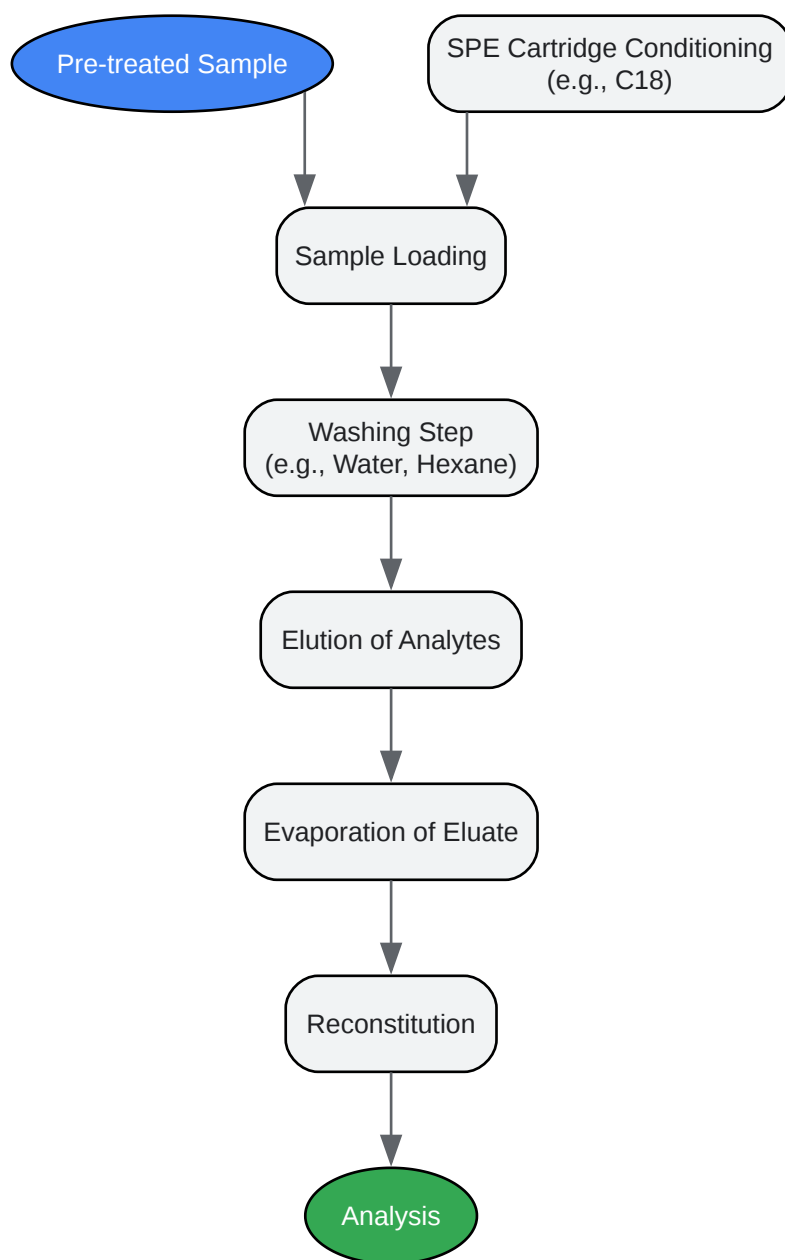 Pre-treated Sample
SPE Cartridge Conditioning
(e.g., C18)
Sample Loading
Washing Step
(e.g., Water, Hexane)
Elution of Analytes
Evaporation of Eluate
Reconstitution
Analysis